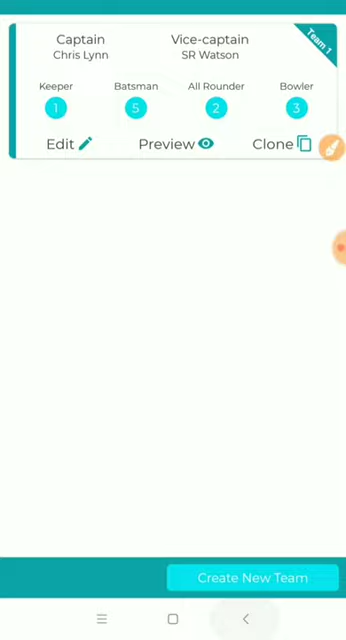 Captain Vice-captain
Chris Lynn SR Watson
Team 1
Keeper Batsman All Rounder Bowler
1 5 2 3
Edit Preview Clone
Create New Team